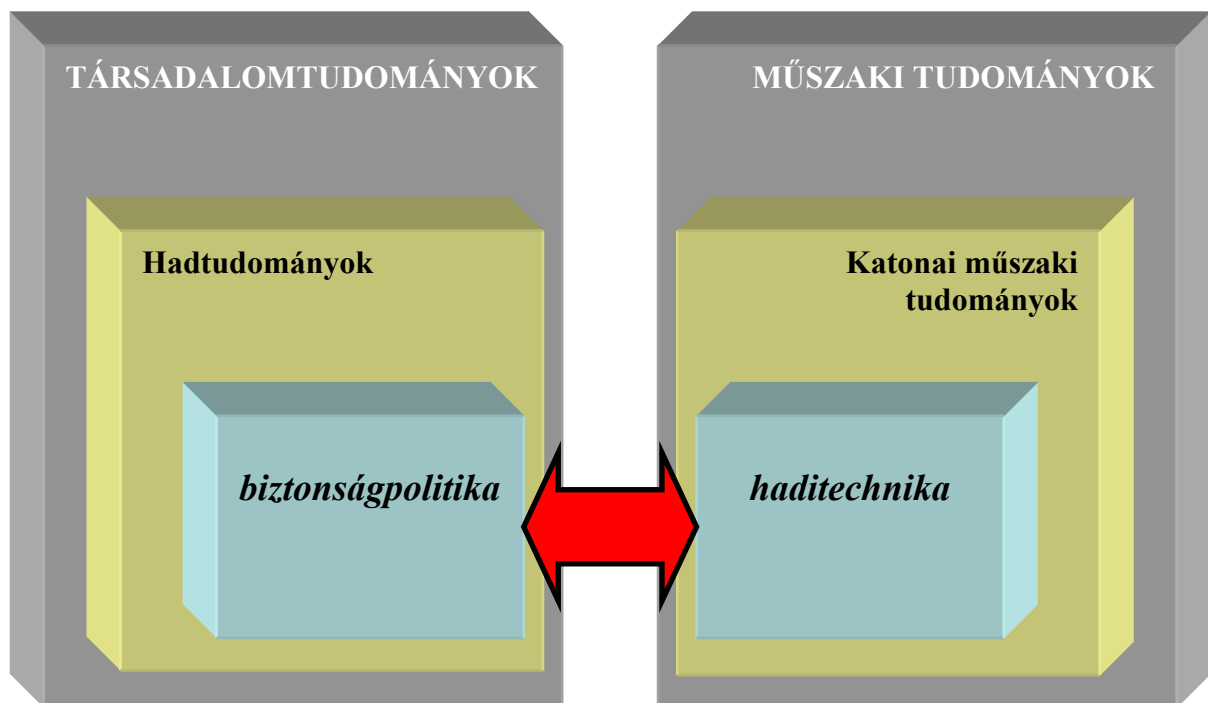 TÁRSADALOMTUDOMÁNYOK
MŰSZAKI TUDOMÁNYOK
Hadtudományok
Katonai műszaki
tudományok
biztonságpolitika
haditechnika